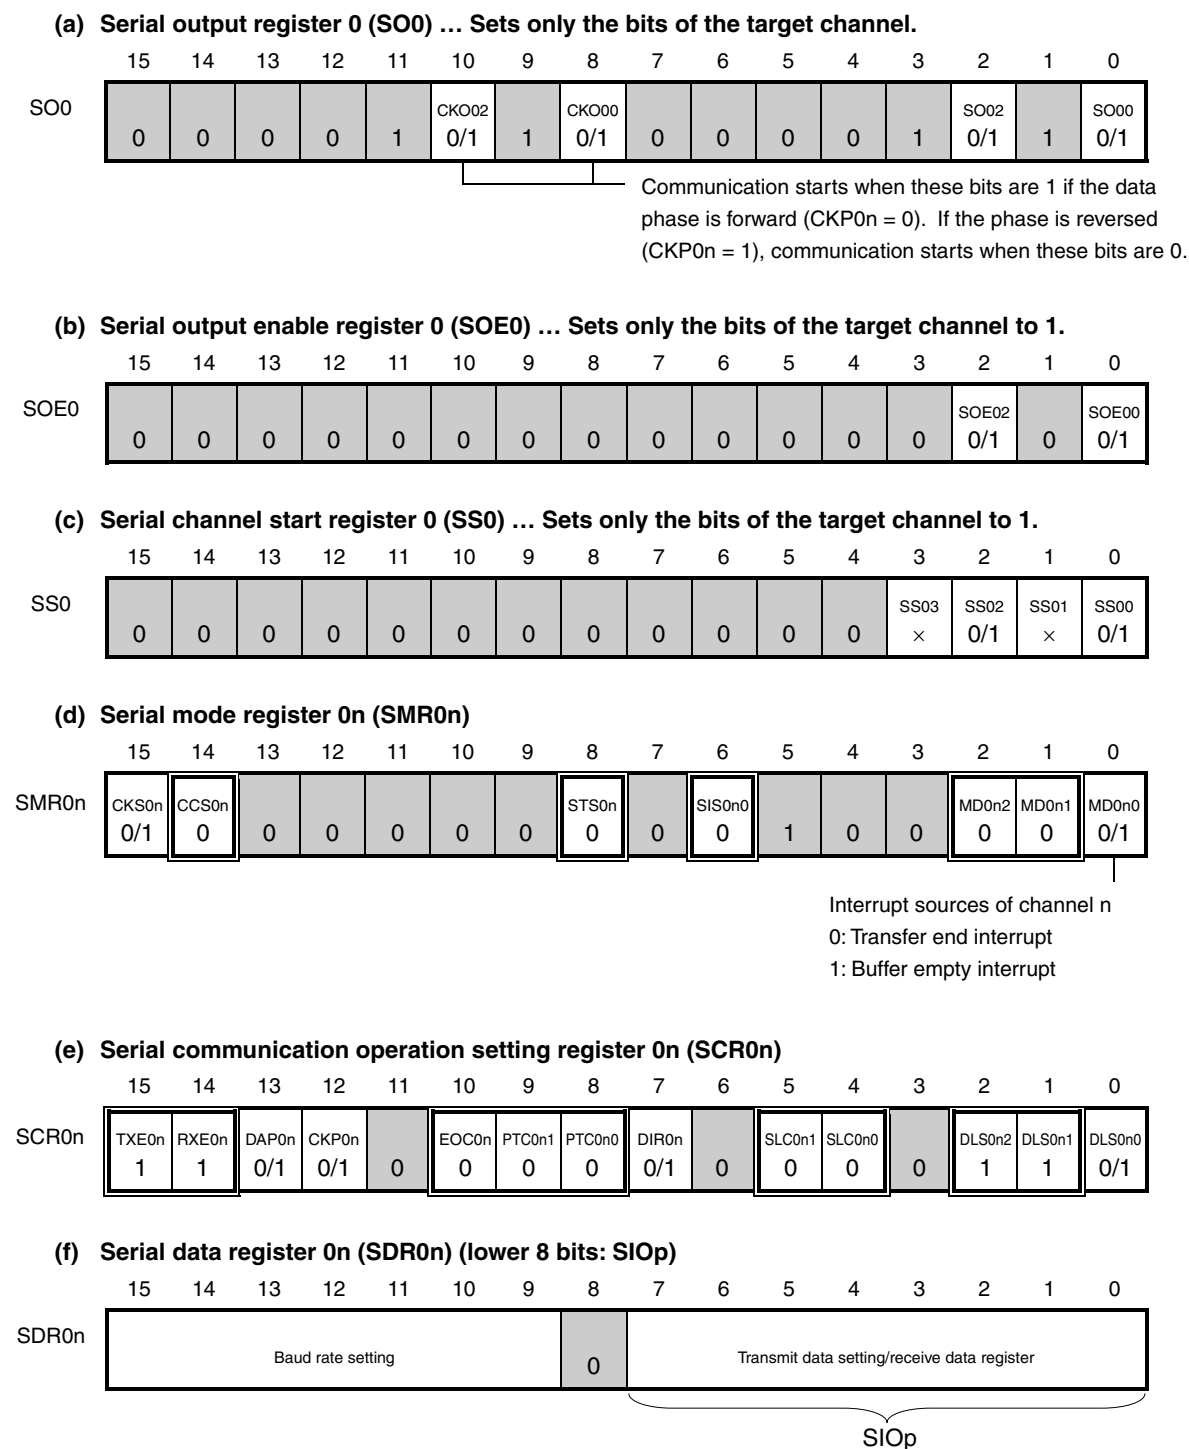 (a) Serial output register 0 (SO0) … Sets only the bits of the target channel.
15 14 13 12 11 10 9 8 7 6 5 4 3 2 1 0
CKO02 CKO00 SO02 SO00
SO0 0 0 0 0 1 0/1 1 0/1 0 0 0 0 1 0/1 1 0/1
Communication starts when these bits are 1 if the data
phase is forward (CKP0n = 0). If the phase is reversed
(CKP0n = 1), communication starts when these bits are 0.
(b) Serial output enable register 0 (SOE0) … Sets only the bits of the target channel to 1.
15 14 13 12 11 10 9 8 7 6 5 4 3 2 1 0
SOE02 SOE00
SOE0 0 0 0 0 0 0 0 0 0 0 0 0 0 0/1 0 0/1
(c) Serial channel start register 0 (SS0) … Sets only the bits of the target channel to 1.
15 14 13 12 11 10 9 8 7 6 5 4 3 2 1 0
SS03 SS02 SS01 SS00
SS0 0 0 0 0 0 0 0 0 0 0 0 0 × 0/1 × 0/1
(d) Serial mode register 0n (SMR0n)
15 14 13 12 11 10 9 8 7 6 5 4 3 2 1 0
CKS0n CCS0n STS0n SIS0n0 MD0n2 MD0n1 MD0n0
SMR0n 0/1 0 0 0 0 0 0 0 0 0 1 0 0 0 0 0/1
Interrupt sources of channel n
0: Transfer end interrupt
1: Buffer empty interrupt
(e) Serial communication operation setting register 0n (SCR0n)
15 14 13 12 11 10 9 8 7 6 5 4 3 2 1 0
TXE0n RXE0n DAP0n CKP0n EOC0n PTC0n1 PTC0n0 DIR0n SLC0n1 SLC0n0 DLS0n2 DLS0n1 DLS0n0
SCR0n 1 1 0/1 0/1 0 0 0 0 0/1 0 0 0 0 1 1 0/1
(f) Serial data register 0n (SDR0n) (lower 8 bits: SIOp)
15 14 13 12 11 10 9 8 7 6 5 4 3 2 1 0
SDR0n Baud rate setting 0 Transmit data setting/receive data register
SIOp